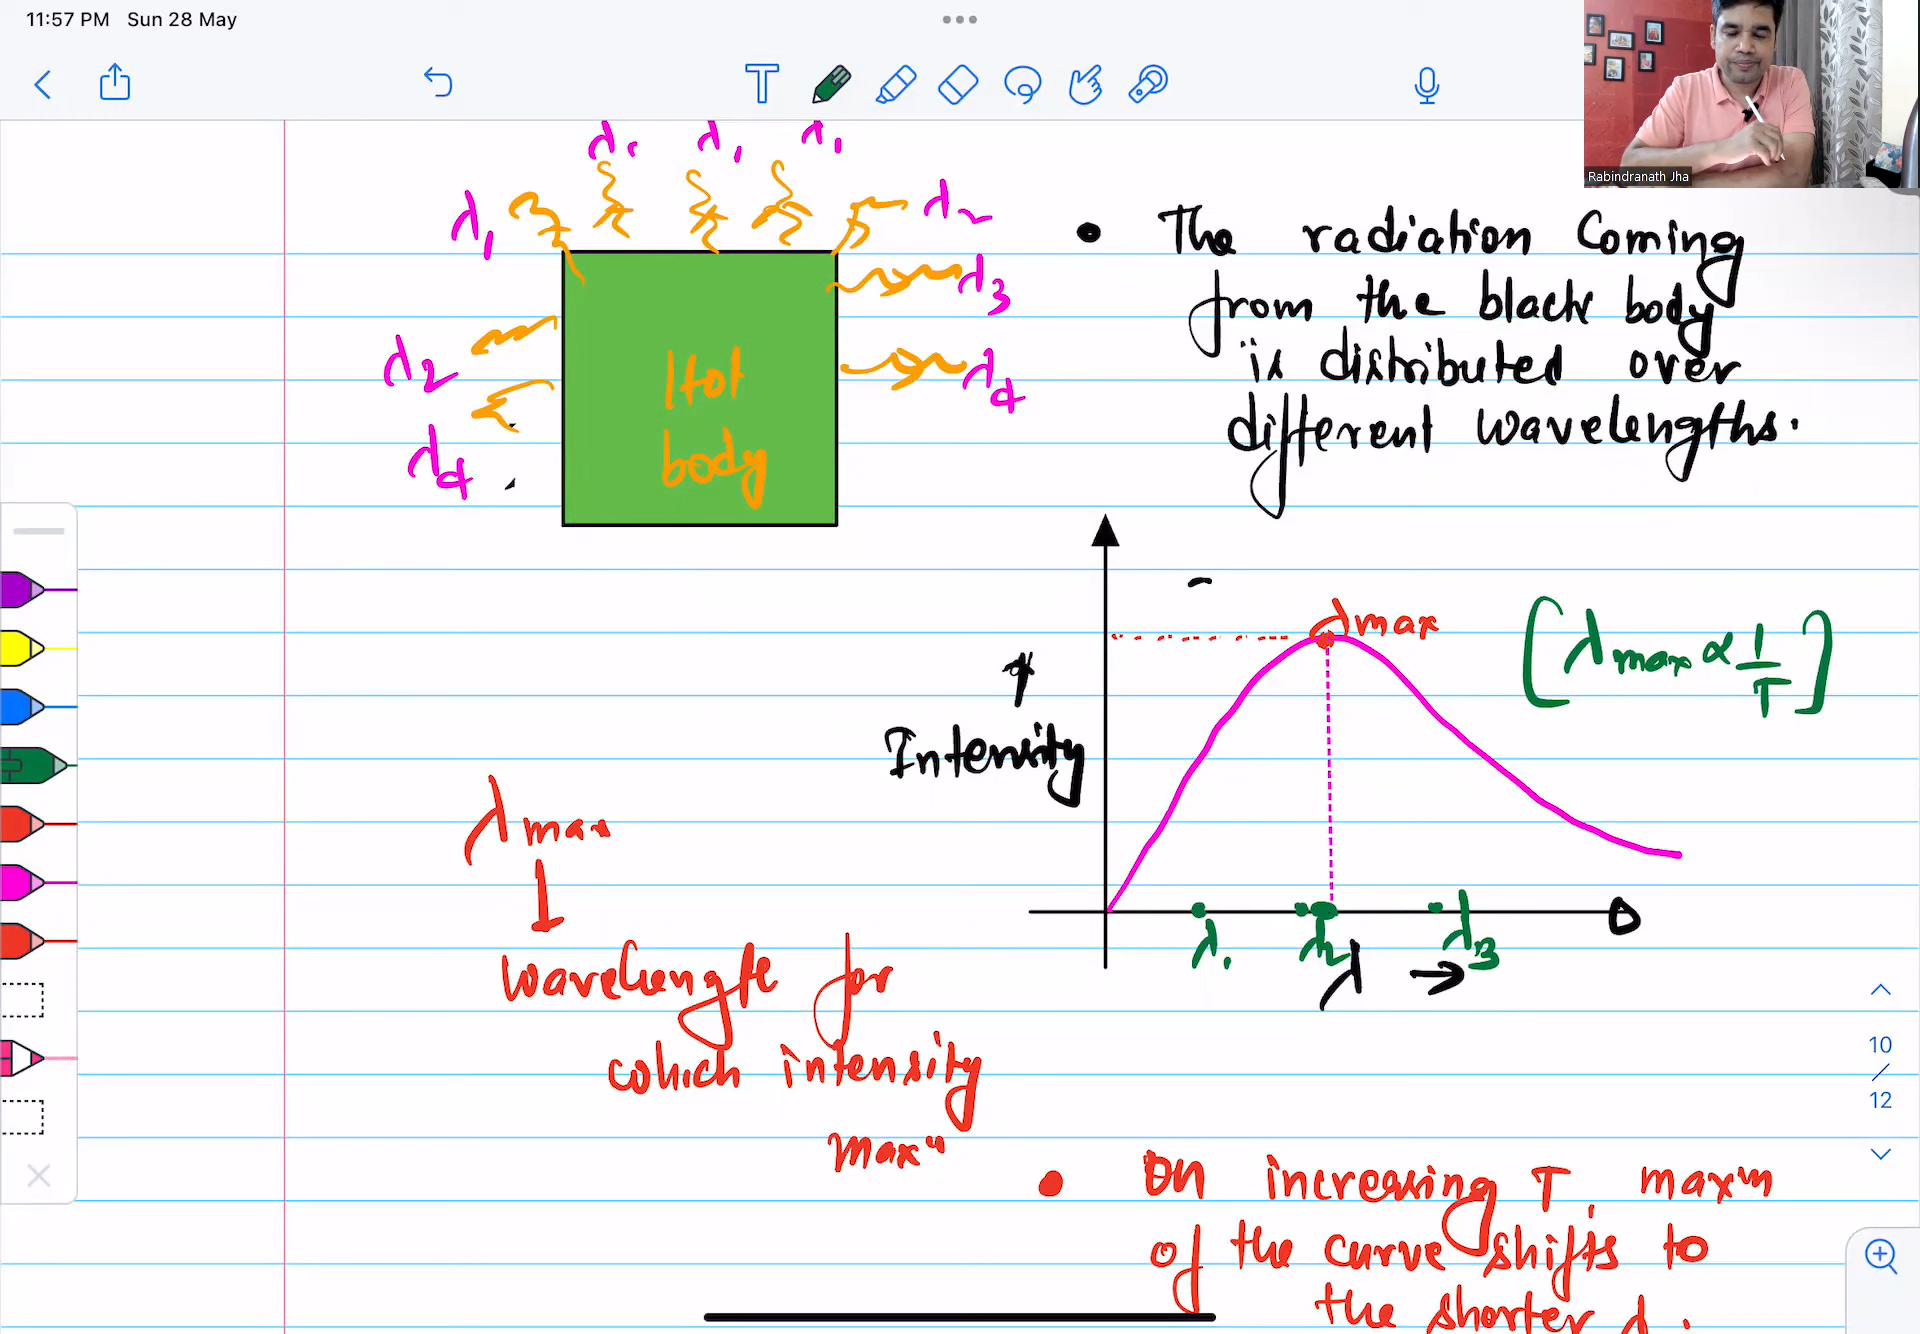 11:57 PM Sun 28 May
Rabindranath Jha
λ1 λ1 λ1
λ1
λ2
λ3
λ2
λ4
λ4
Hot
body
• The radiation coming
from the black body
is distributed over
different wavelengths.
λmax
[λmax ∝ 1/T]
Intensity
λ1 λ2 λ3
λ →
λmax
↓
wavelength for
which intensity
max^m
• On increasing T, max^m
of the curve shifts to
the shorter λ.
10
/
12